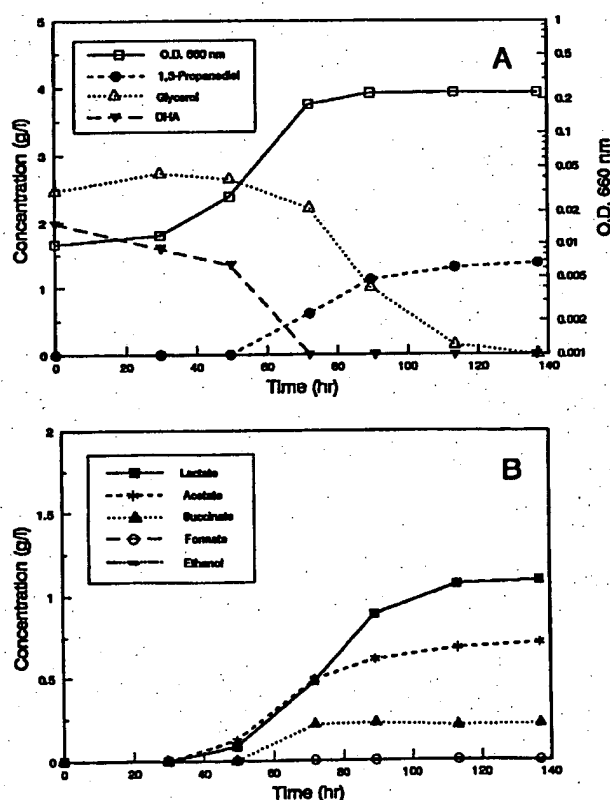 A
O.D. 660 nm
1,3-Propanediol
Glycerol
DHA
Concentration (g/l)
5
4
3
2
1
0
1
0.5
0.2
0.1
0.05
0.02
0.01
0.005
0.002
0.001
O.D. 660 nm
0 20 40 60 80 100 120 140
Time (hr)
B
Lactate
Acetate
Succinate
Formate
Ethanol
Concentration (g/l)
2
1.5
1
0.5
0
0 20 40 60 80 100 120 140
Time (hr)